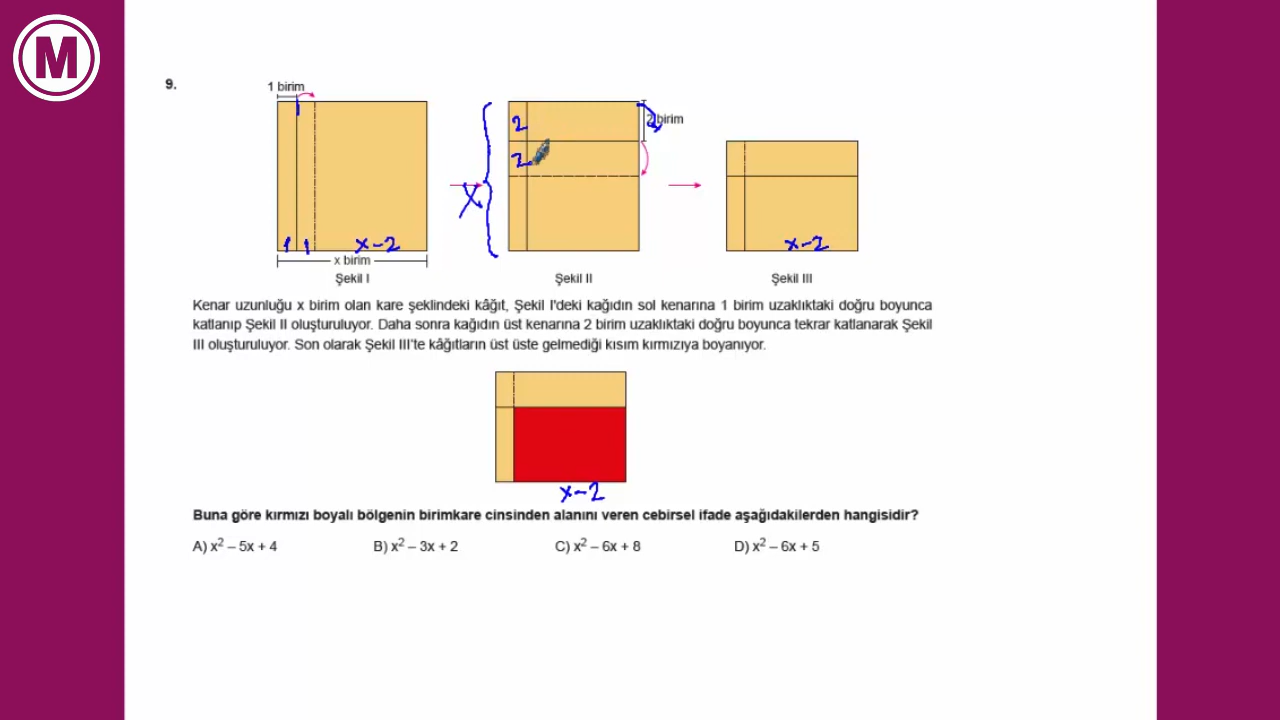 M
9.
1 birim
1
1 1 x-2
x birim
Şekil I
2
2
x
2 birim
Şekil II
x-2
Şekil III
Kenar uzunluğu x birim olan kare şeklindeki kâğıt, Şekil I'deki kağıdın sol kenarına 1 birim uzaklıktaki doğru boyunca
katlanıp Şekil II oluşturuluyor. Daha sonra kağıdın üst kenarına 2 birim uzaklıktaki doğru boyunca tekrar katlanarak Şekil
III oluşturuluyor. Son olarak Şekil III'te kâğıtların üst üste gelmediği kısım kırmızıya boyanıyor.
x-2
Buna göre kırmızı boyalı bölgenin birimkare cinsinden alanını veren cebirsel ifade aşağıdakilerden hangisidir?
A) x² – 5x + 4 B) x² – 3x + 2 C) x² – 6x + 8 D) x² – 6x + 5